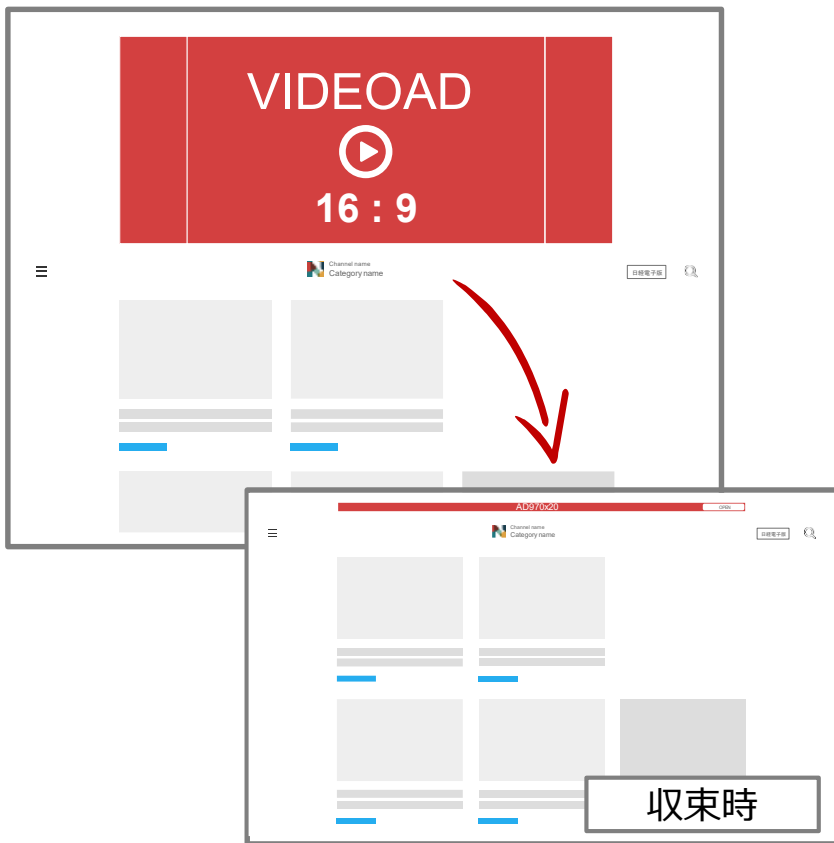 VIDEOAD
16 : 9
Channel name
Category name
日経電子版
AD970x20
OPEN
Channel name
Category name
日経電子版
収束時